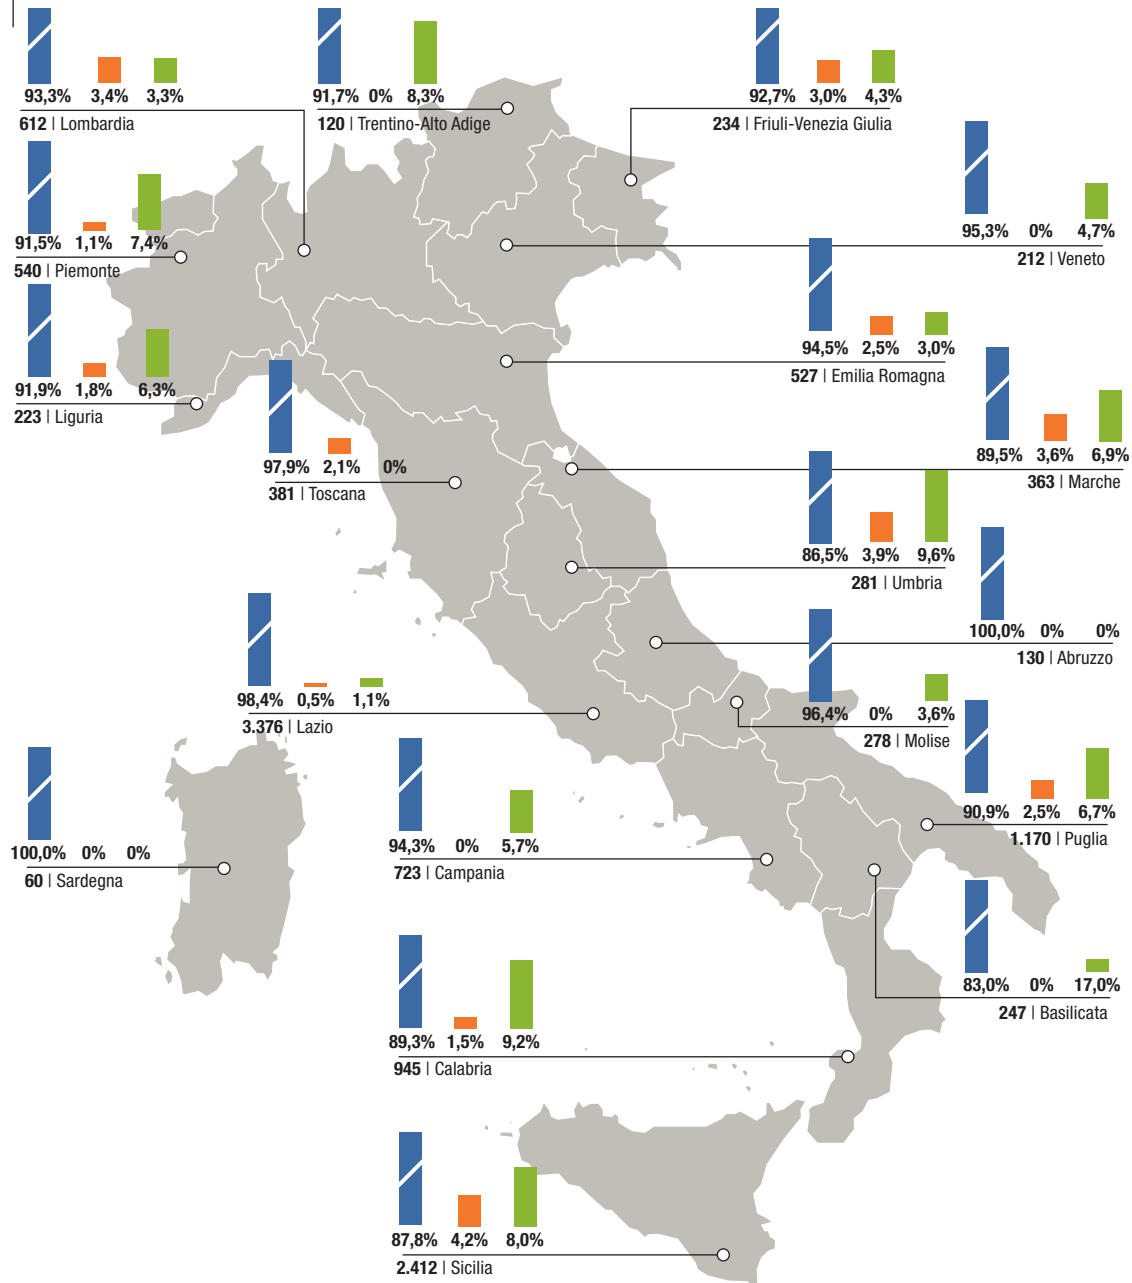 93,3% 3,4% 3,3%
612 | Lombardia
91,7% 0% 8,3%
120 | Trentino-Alto Adige
92,7% 3,0% 4,3%
234 | Friuli-Venezia Giulia
91,5% 1,1% 7,4%
540 | Piemonte
95,3% 0% 4,7%
212 | Veneto
94,5% 2,5% 3,0%
527 | Emilia Romagna
91,9% 1,8% 6,3%
223 | Liguria
97,9% 2,1% 0%
381 | Toscana
89,5% 3,6% 6,9%
363 | Marche
86,5% 3,9% 9,6%
281 | Umbria
100,0% 0% 0%
130 | Abruzzo
98,4% 0,5% 1,1%
3.376 | Lazio
96,4% 0% 3,6%
278 | Molise
90,9% 2,5% 6,7%
1.170 | Puglia
100,0% 0% 0%
60 | Sardegna
94,3% 0% 5,7%
723 | Campania
83,0% 0% 17,0%
247 | Basilicata
89,3% 1,5% 9,2%
945 | Calabria
87,8% 4,2% 8,0%
2.412 | Sicilia